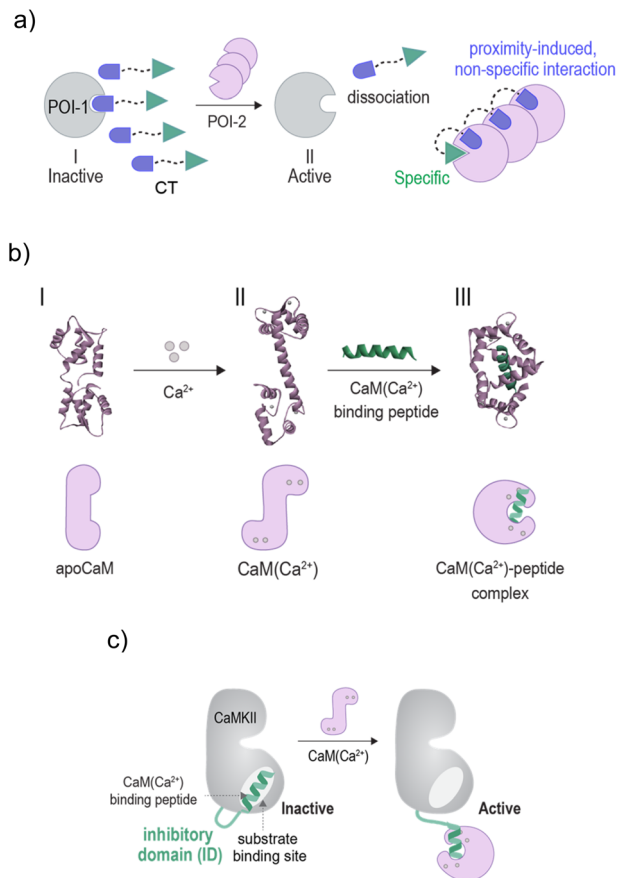 a)
proximity-induced,
non-specific interaction
POI-1
POI-2
dissociation
I
Inactive
CT
II
Active
Specific
b)
I
II
III
Ca²⁺
CaM(Ca²⁺)
binding peptide
apoCaM
CaM(Ca²⁺)
CaM(Ca²⁺)-peptide
complex
c)
CaMKII
CaM(Ca²⁺)
CaM(Ca²⁺)
binding peptide
Inactive
Active
inhibitory
domain (ID)
substrate
binding site